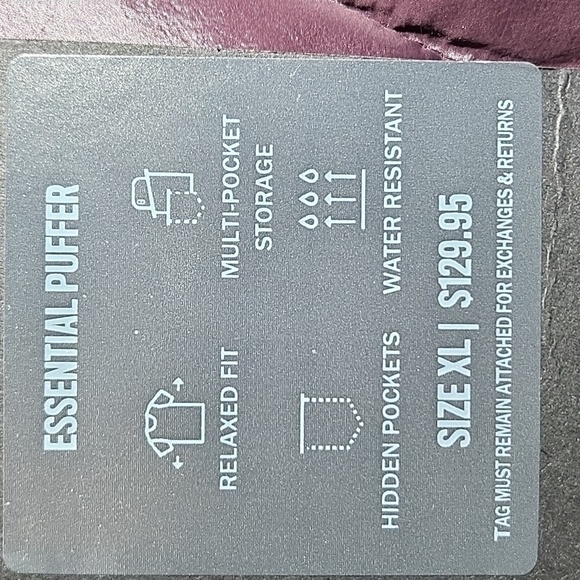 ESSENTIAL PUFFER
RELAXED FIT
MULTI-POCKET
STORAGE
HIDDEN POCKETS
WATER RESISTANT
SIZE XL | $129.95
TAG MUST REMAIN ATTACHED FOR EXCHANGES & RETURNS